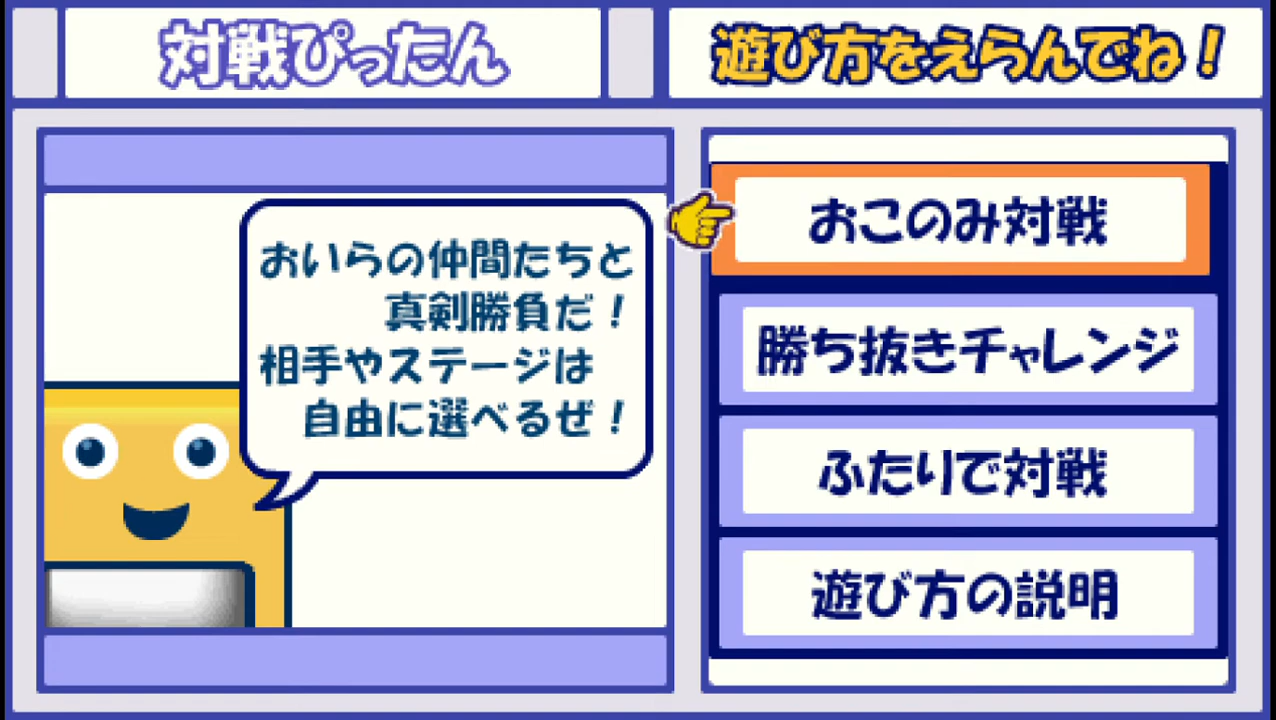 対戦ぴったん
遊び方をえらんでね！
おいらの仲間たちと
真剣勝負だ！
相手やステージは
自由に選べるぜ！
おこのみ対戦
勝ち抜きチャレンジ
ふたりで対戦
遊び方の説明